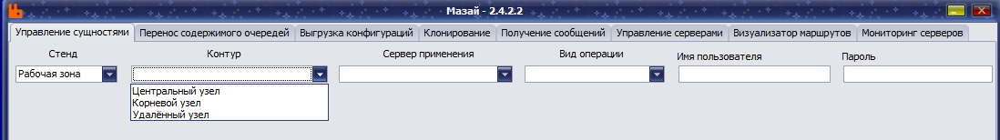 Мазай - 2.4.2.2
Управление сущностями Перенос содержимого очередей Выгрузка конфигураций Клонирование Получение сообщений Управление серверами Визуализатор маршрутов Мониторинг серверов
Стенд Контур Сервер применения Вид операции Имя пользователя Пароль
Рабочая зона
Центральный узел
Корневой узел
Удалённый узел